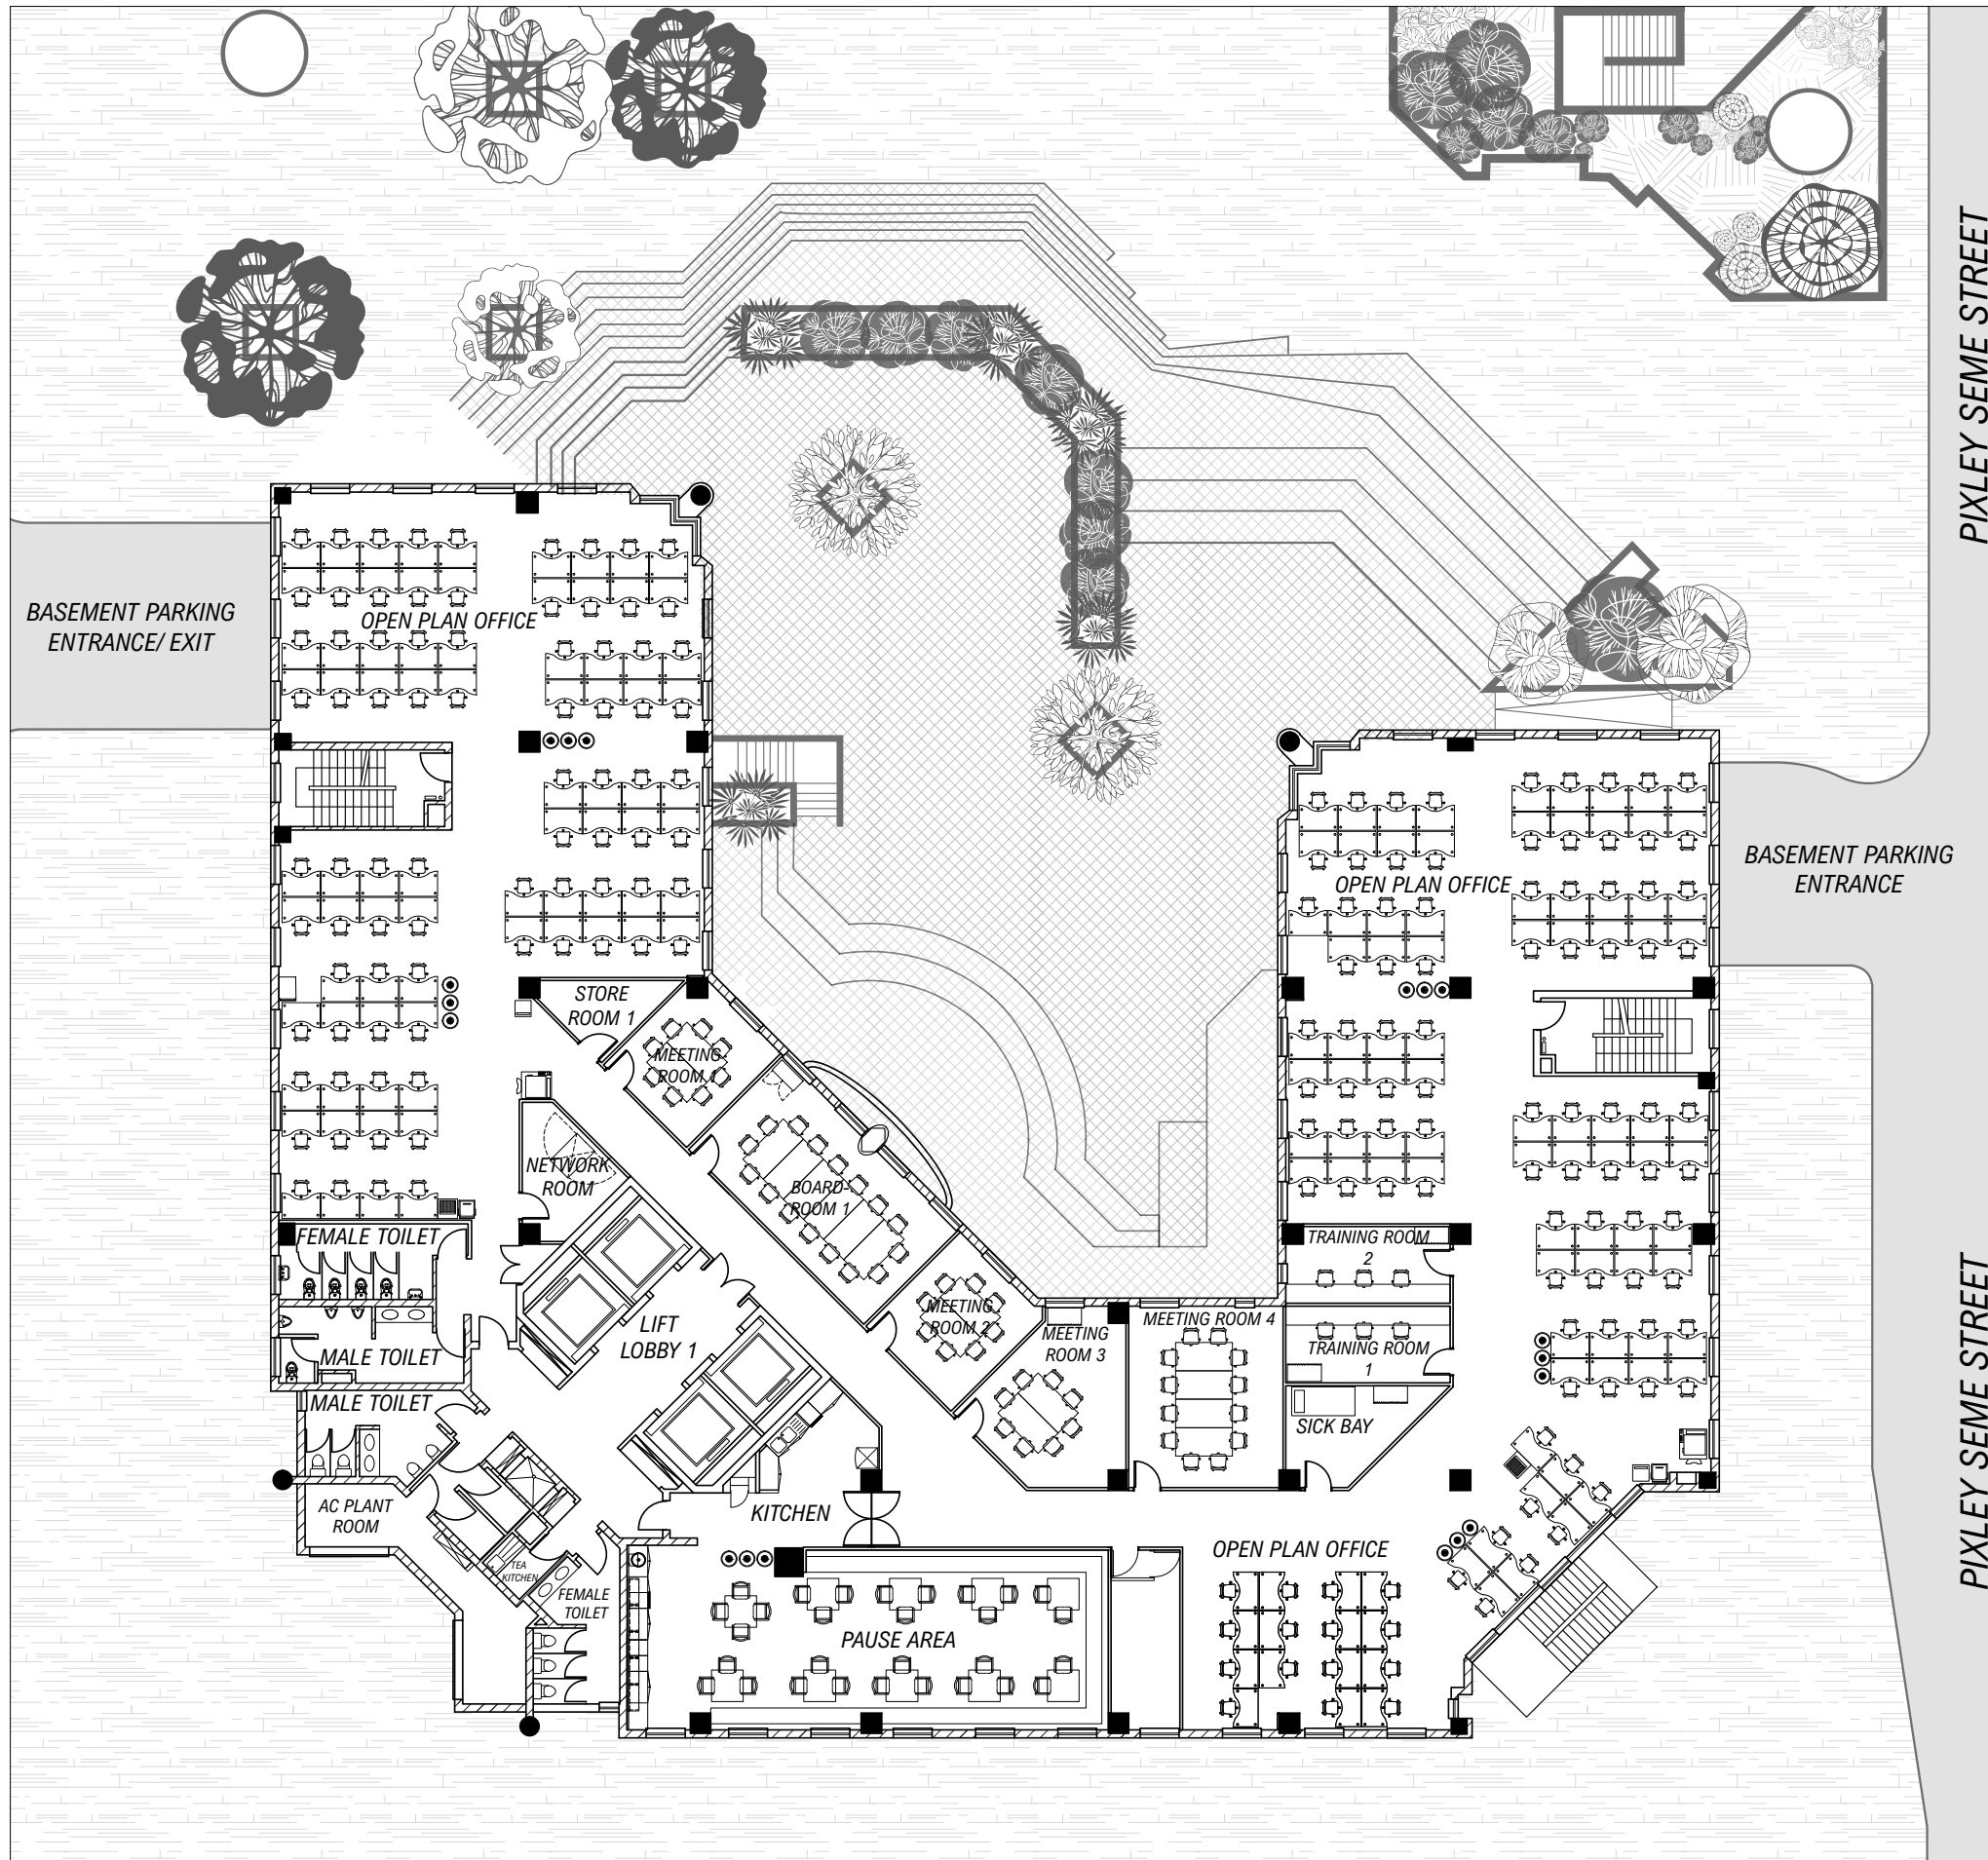 PIXLEY SEME STREET
BASEMENT PARKING
ENTRANCE/ EXIT
OPEN PLAN OFFICE
BASEMENT PARKING
ENTRANCE
OPEN PLAN OFFICE
STORE
ROOM 1
MEETING
ROOM 1
NETWORK
ROOM
BOARD-
ROOM 1
FEMALE TOILET
TRAINING ROOM
2
LIFT
LOBBY 1
MEETING
ROOM 2
MEETING
ROOM 3
MEETING ROOM 4
TRAINING ROOM
1
MALE TOILET
MALE TOILET
SICK BAY
PIXLEY SEME STREET
AC PLANT
ROOM
KITCHEN
OPEN PLAN OFFICE
TEA
KITCHEN
FEMALE
TOILET
PAUSE AREA